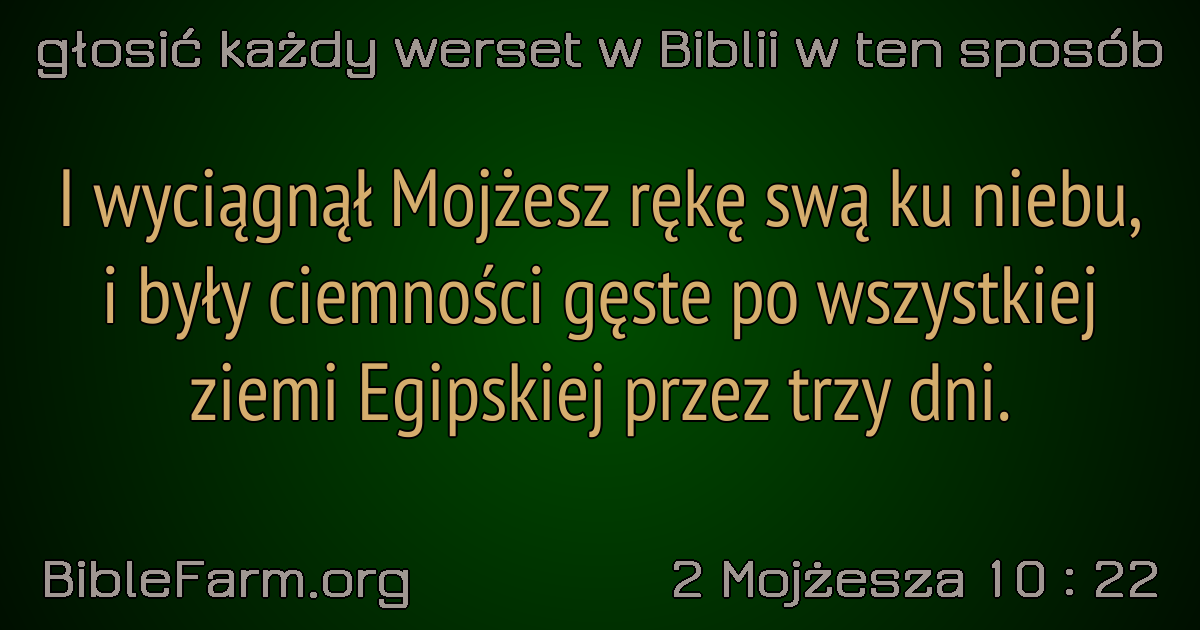 głosić każdy werset w Biblii w ten sposób
I wyciągnął Mojżesz rękę swą ku niebu,
i były ciemności gęste po wszystkiej
ziemi Egipskiej przez trzy dni.
BibleFarm.org
2 Mojżesza 10 : 22